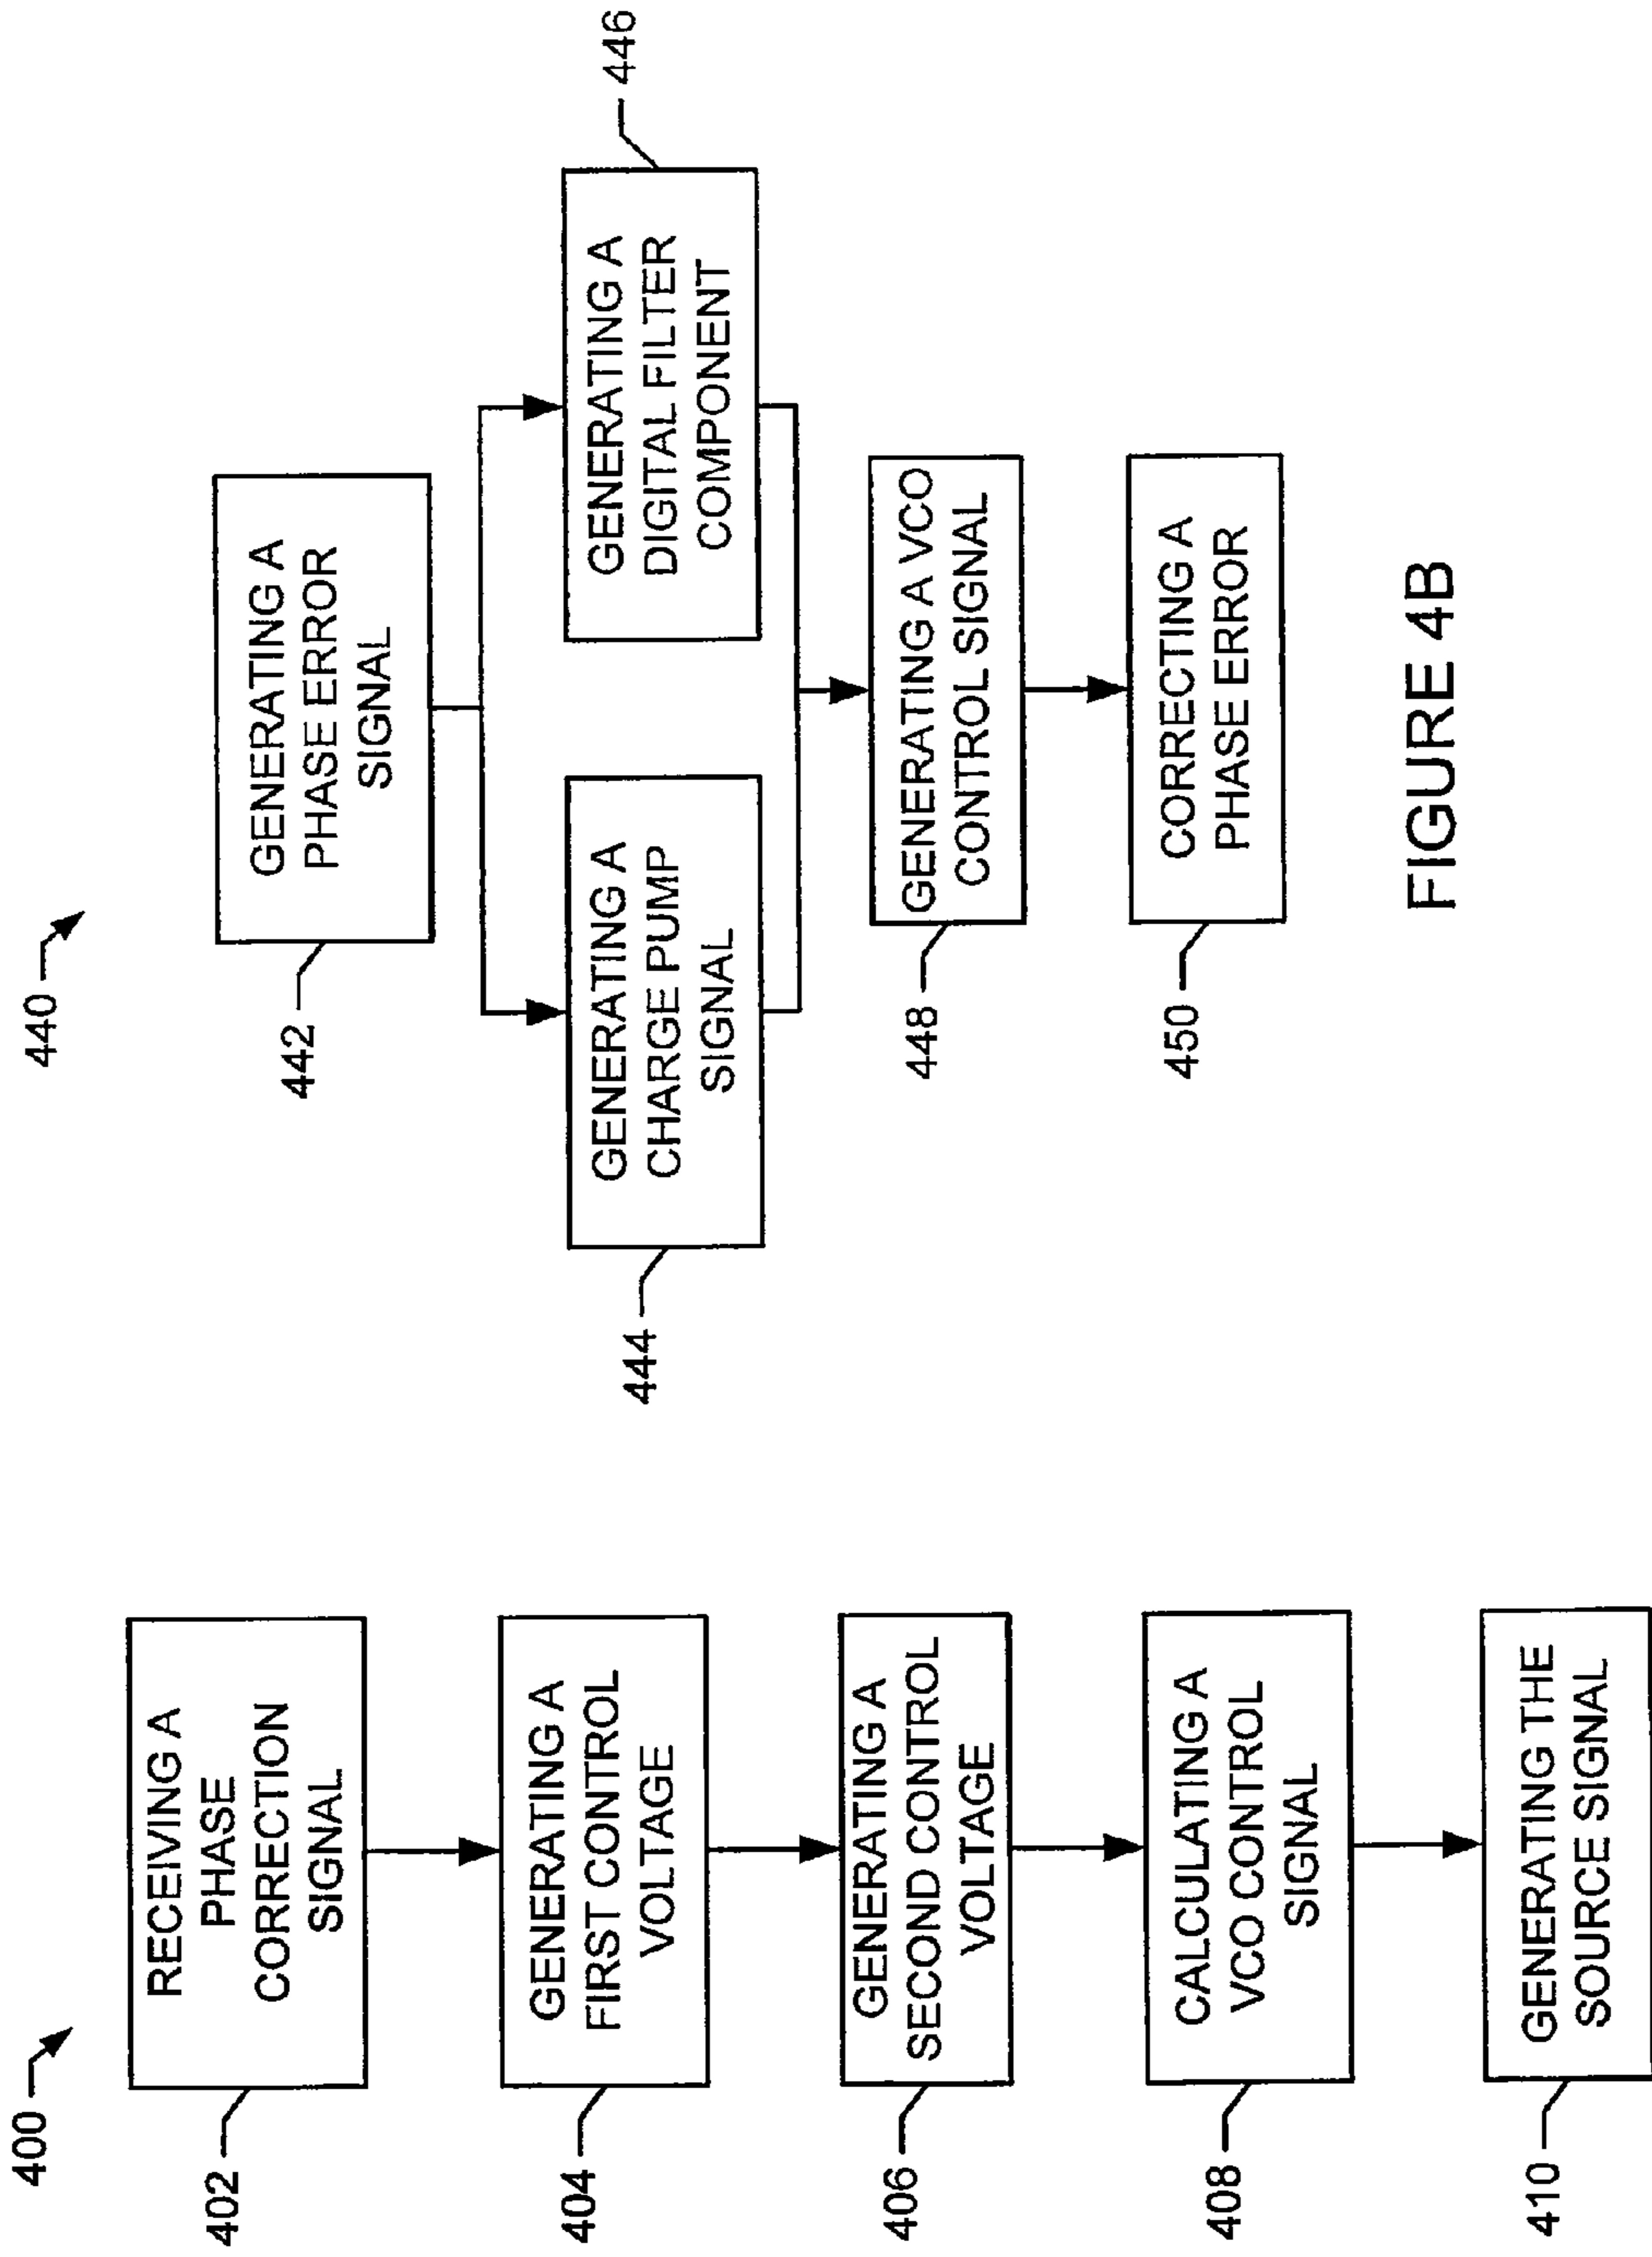 400
402
RECEIVING A
PHASE
CORRECTION
SIGNAL
404
GENERATING A
FIRST CONTROL
VOLTAGE
406
GENERATING A
SECOND CONTROL
VOLTAGE
408
CALCULATING A
VCO CONTROL
SIGNAL
410
GENERATING THE
SOURCE SIGNAL
440
442
GENERATING A
PHASE ERROR
SIGNAL
444
GENERATING A
CHARGE PUMP
SIGNAL
446
GENERATING A
DIGITAL FILTER
COMPONENT
448
GENERATING A VCO
CONTROL SIGNAL
450
CORRECTING A
PHASE ERROR
FIGURE 4B